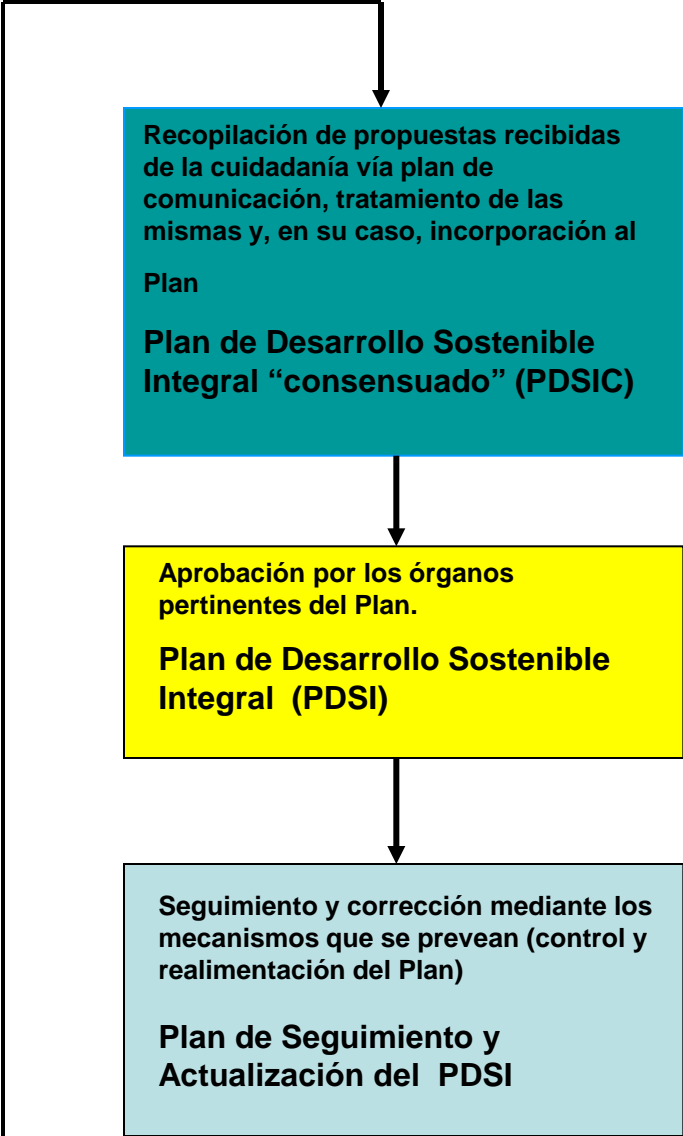 Recopilación de propuestas recibidas
de la cuidadanía vía plan de
comunicación, tratamiento de las
mismas y, en su caso, incorporación al
Plan
Plan de Desarrollo Sostenible
Integral “consensuado” (PDSIC)
Aprobación por los órganos
pertinentes del Plan.
Plan de Desarrollo Sostenible
Integral (PDSI)
Seguimiento y corrección mediante los
mecanismos que se prevean (control y
realimentación del Plan)
Plan de Seguimiento y
Actualización del PDSI